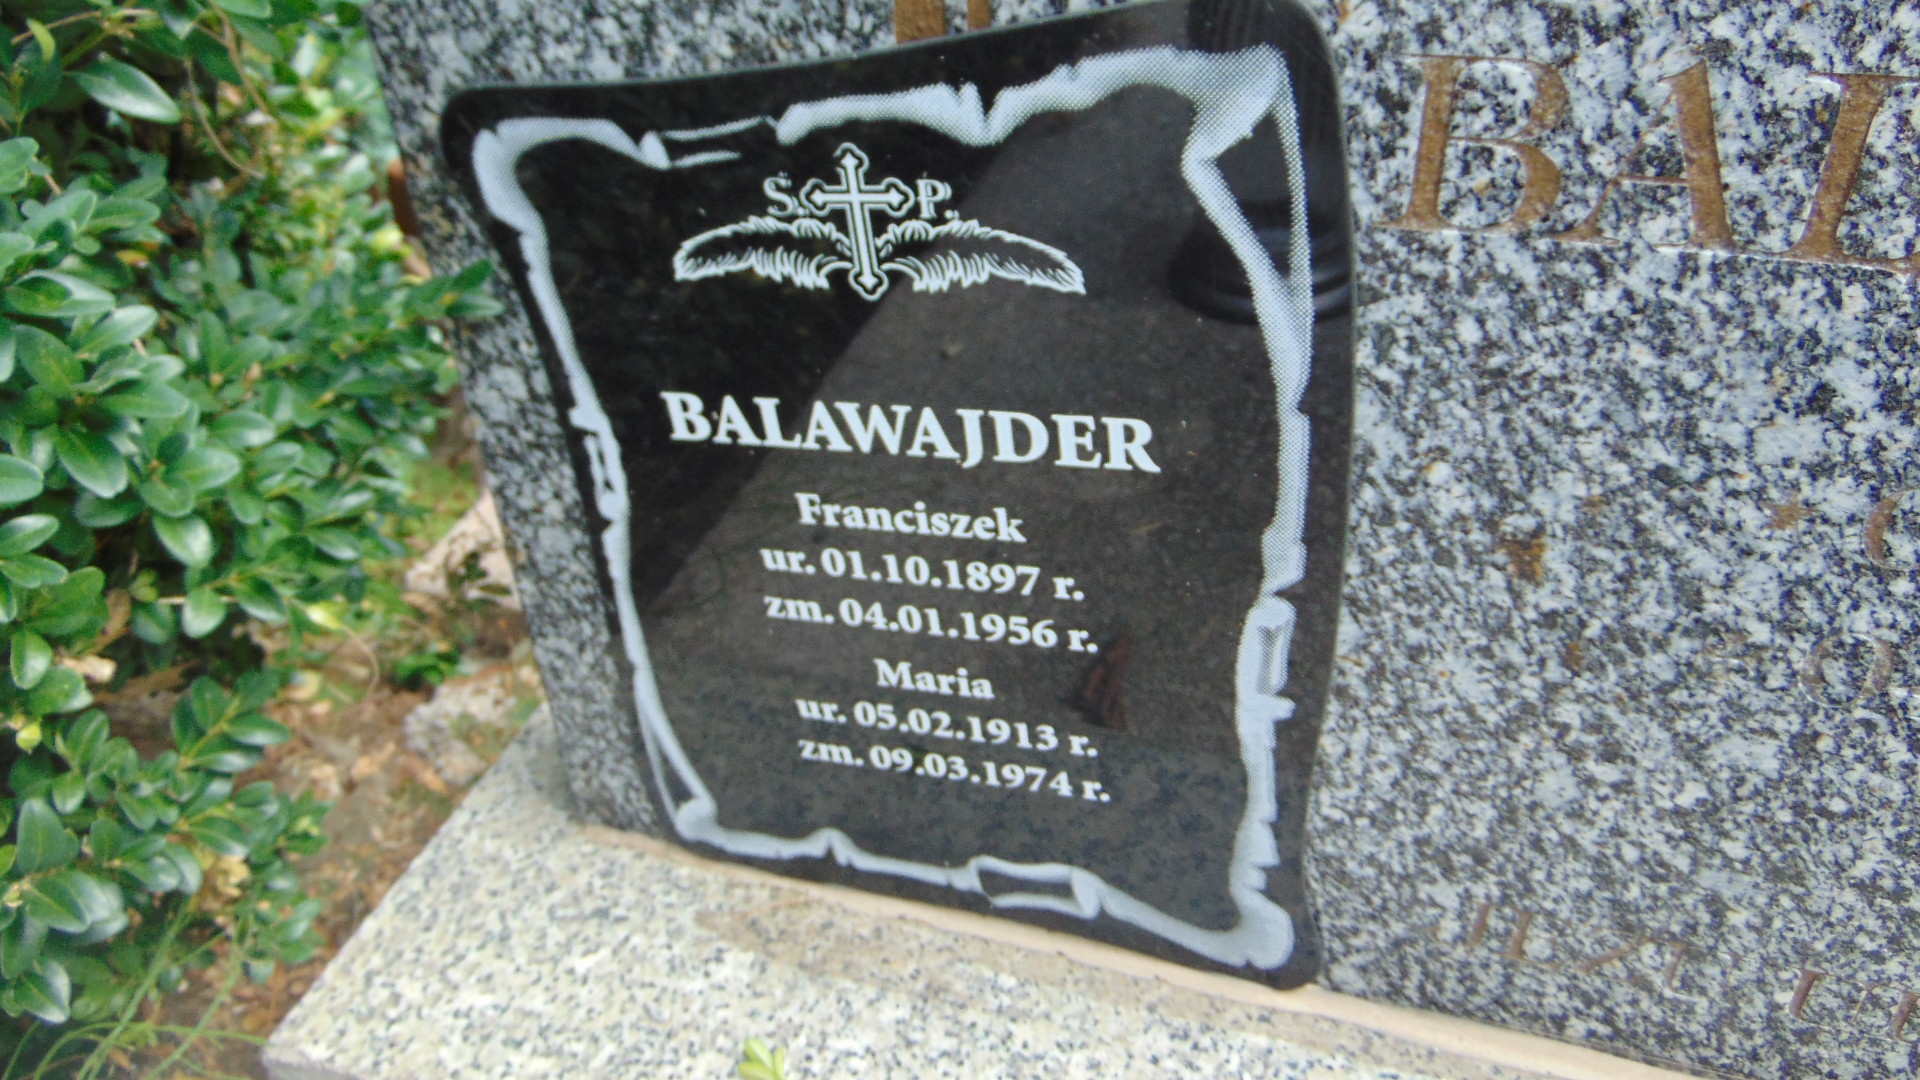 S. P.
BALAWAJDER
Franciszek
ur. 01.10.1897 r.
zm. 04.01.1956 r.
Maria
ur. 05.02.1913 r.
zm. 09.03.1974 r.
BAL